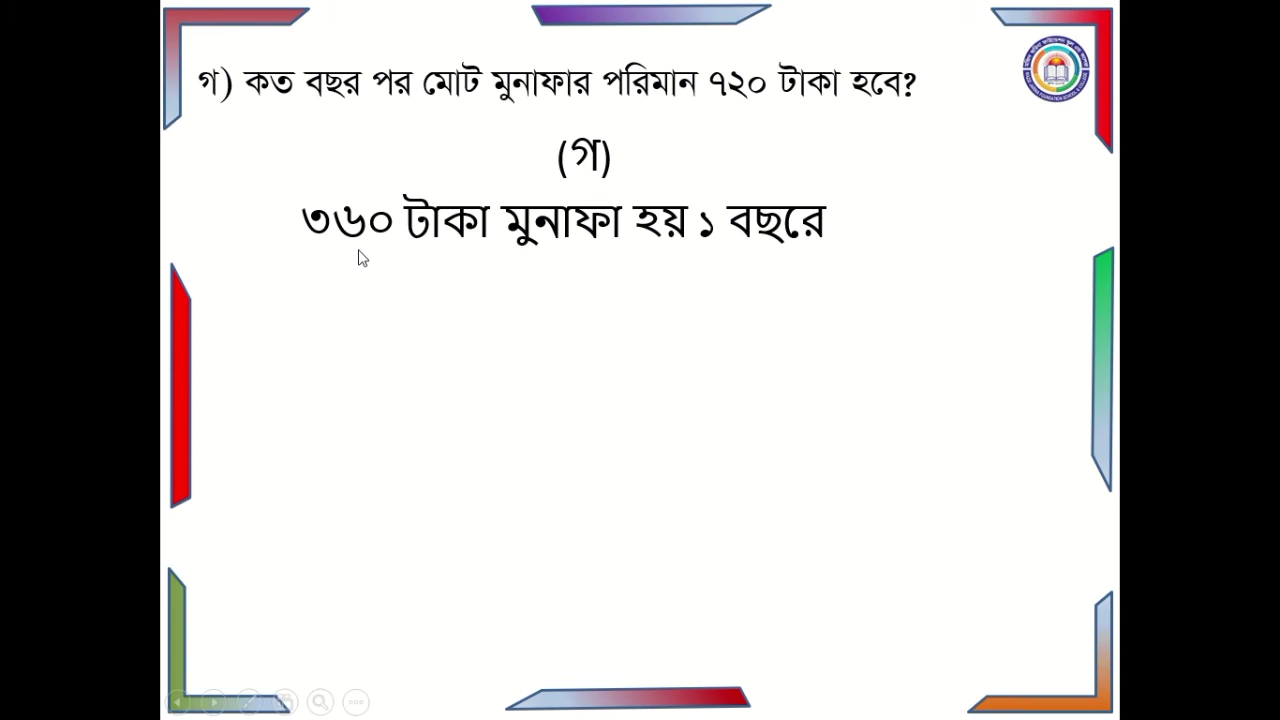 গ) কত বছর পর মোট মুনাফার পরিমান ৭২০ টাকা হবে?
(গ)
৩৬০ টাকা মুনাফা হয় ১ বছরে